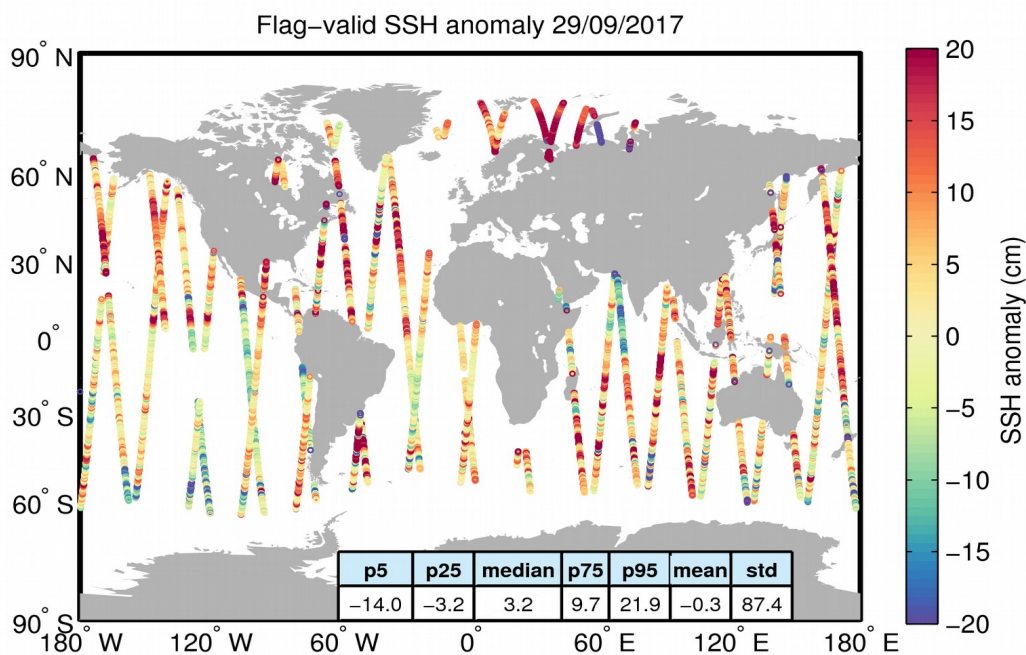 Flag−valid SSH anomaly 29/09/2017
90° N
60° N
30° N
0°
30° S
60° S
90° S
180° W
120° W
60° W
0°
60° E
120° E
180° E
p5 p25 median p75 p95 mean std
−14.0 −3.2 3.2 9.7 21.9 −0.3 87.4
20
15
10
5
0
−5
−10
−15
−20
SSH anomaly (cm)